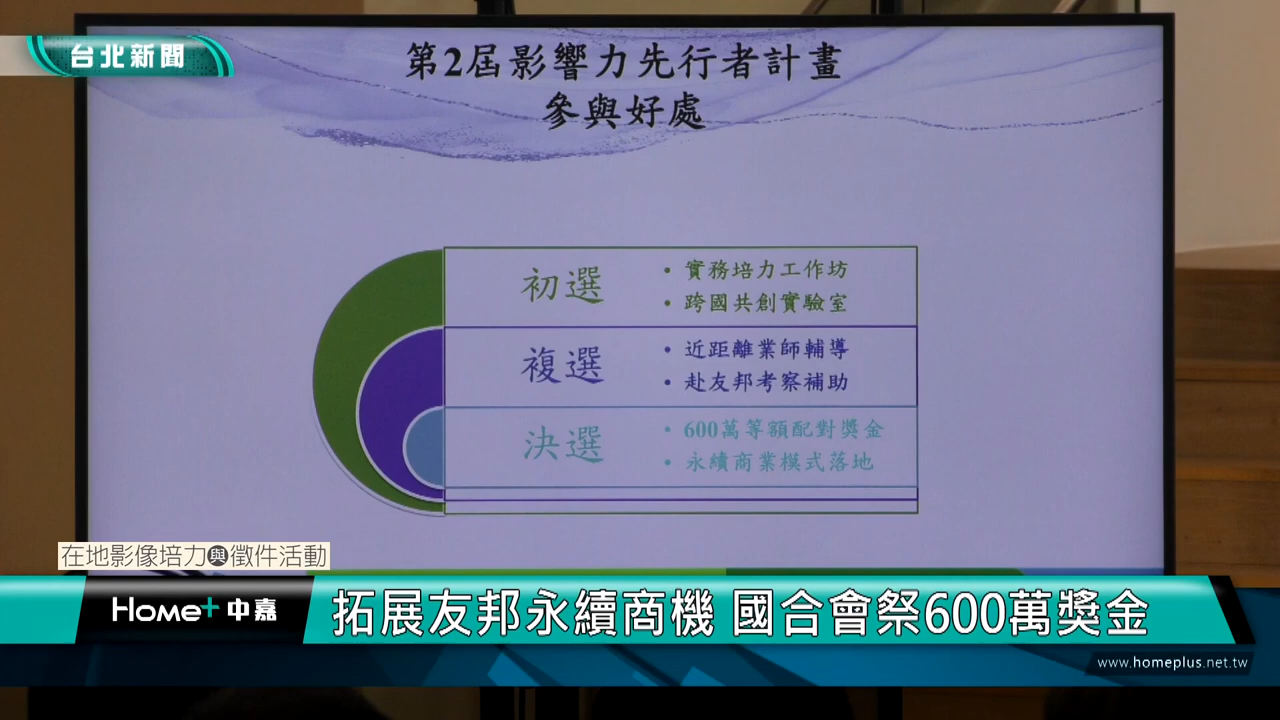 台北新聞
第2屆影響力先行者計畫
參與好處
初選
• 實務培力工作坊
• 跨國共創實驗室
複選
• 近距離業師輔導
• 赴友邦考察補助
決選
• 600萬等額配對獎金
• 永續商業模式落地
在地影像培力與徵件活動
Home+中嘉
拓展友邦永續商機 國合會祭600萬獎金
www.homeplus.net.tw